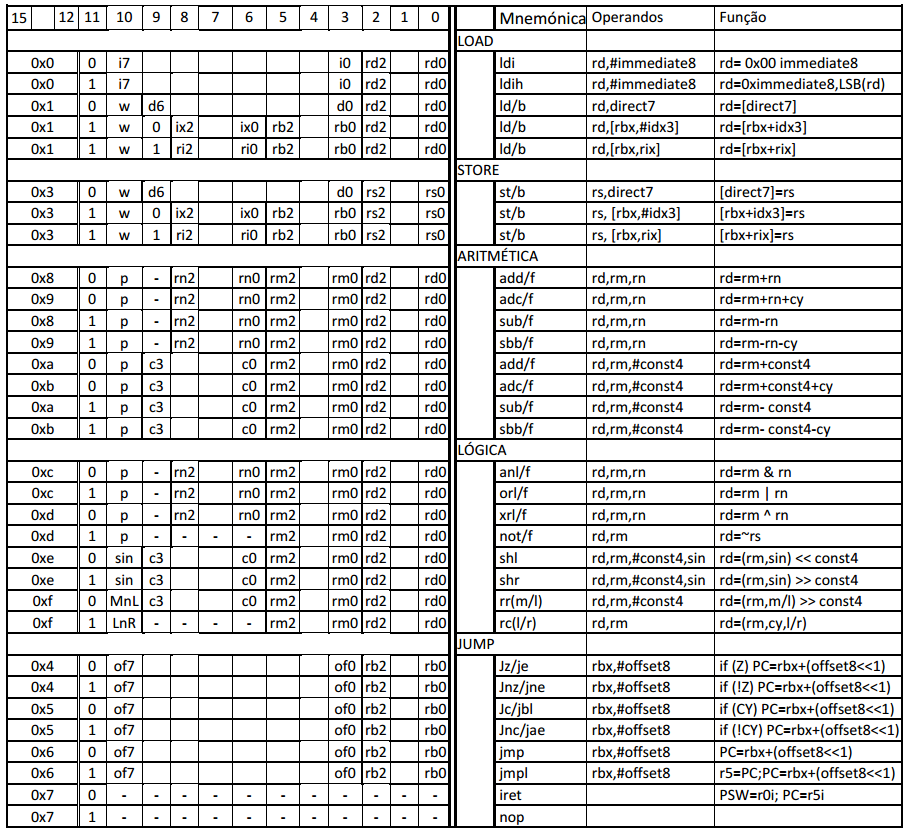 15 12 11 10 9 8 7 6 5 4 3 2 1 0 Mnemónica Operandos Função
LOAD
0x0 0 i7 i0 rd2 rd0 ldi rd,#immediate8 rd= 0x00 immediate8
0x0 1 i7 i0 rd2 rd0 ldih rd,#immediate8 rd=0ximmediate8,LSB(rd)
0x1 0 w d6 d0 rd2 rd0 ld/b rd,direct7 rd=[direct7]
0x1 1 w 0 ix2 ix0 rb2 rb0 rd2 rd0 ld/b rd,[rbx,#idx3] rd=[rbx+idx3]
0x1 1 w 1 ri2 ri0 rb2 rb0 rd2 rd0 ld/b rd,[rbx,rix] rd=[rbx+rix]
STORE
0x3 0 w d6 d0 rs2 rs0 st/b rs,direct7 [direct7]=rs
0x3 1 w 0 ix2 ix0 rb2 rb0 rs2 rs0 st/b rs, [rbx,#idx3] [rbx+idx3]=rs
0x3 1 w 1 ri2 ri0 rb2 rb0 rs2 rs0 st/b rs, [rbx,rix] [rbx+rix]=rs
ARITMÉTICA
0x8 0 p - rn2 rn0 rm2 rm0 rd2 rd0 add/f rd,rm,rn rd=rm+rn
0x9 0 p - rn2 rn0 rm2 rm0 rd2 rd0 adc/f rd,rm,rn rd=rm+rn+cy
0x8 1 p - rn2 rn0 rm2 rm0 rd2 rd0 sub/f rd,rm,rn rd=rm-rn
0x9 1 p - rn2 rn0 rm2 rm0 rd2 rd0 sbb/f rd,rm,rn rd=rm-rn-cy
0xa 0 p c3 c0 rm2 rm0 rd2 rd0 add/f rd,rm,#const4 rd=rm+const4
0xb 0 p c3 c0 rm2 rm0 rd2 rd0 adc/f rd,rm,#const4 rd=rm+const4+cy
0xa 1 p c3 c0 rm2 rm0 rd2 rd0 sub/f rd,rm,#const4 rd=rm- const4
0xb 1 p c3 c0 rm2 rm0 rd2 rd0 sbb/f rd,rm,#const4 rd=rm- const4-cy
LÓGICA
0xc 0 p - rn2 rn0 rm2 rm0 rd2 rd0 anl/f rd,rm,rn rd=rm & rn
0xc 1 p - rn2 rn0 rm2 rm0 rd2 rd0 orl/f rd,rm,rn rd=rm | rn
0xd 0 p - rn2 rn0 rm2 rm0 rd2 rd0 xrl/f rd,rm,rn rd=rm ^ rn
0xd 1 p - - - - rm2 rm0 rd2 rd0 not/f rd,rm rd=~rs
0xe 0 sin c3 c0 rm2 rm0 rd2 rd0 shl rd,rm,#const4,sin rd=(rm,sin) << const4
0xe 1 sin c3 c0 rm2 rm0 rd2 rd0 shr rd,rm,#const4,sin rd=(rm,sin) >> const4
0xf 0 MnL c3 c0 rm2 rm0 rd2 rd0 rr(m/l) rd,rm,#const4 rd=(rm,m/l) >> const4
0xf 1 LnR - - - - rm2 rm0 rd2 rd0 rc(l/r) rd,rm rd=(rm,cy,l/r)
JUMP
0x4 0 of7 of0 rb2 rb0 Jz/je rbx,#offset8 if (Z) PC=rbx+(offset8<<1)
0x4 1 of7 of0 rb2 rb0 Jnz/jne rbx,#offset8 if (!Z) PC=rbx+(offset8<<1)
0x5 0 of7 of0 rb2 rb0 Jc/jbl rbx,#offset8 if (CY) PC=rbx+(offset8<<1)
0x5 1 of7 of0 rb2 rb0 Jnc/jae rbx,#offset8 if (!CY) PC=rbx+(offset8<<1)
0x6 0 of7 of0 rb2 rb0 jmp rbx,#offset8 PC=rbx+(offset8<<1)
0x6 1 of7 of0 rb2 rb0 jmpl rbx,#offset8 r5=PC;PC=rbx+(offset8<<1)
0x7 0 - - - - - - - - - - - iret PSW=r0i; PC=r5i
0x7 1 - - - - - - - - - - - nop